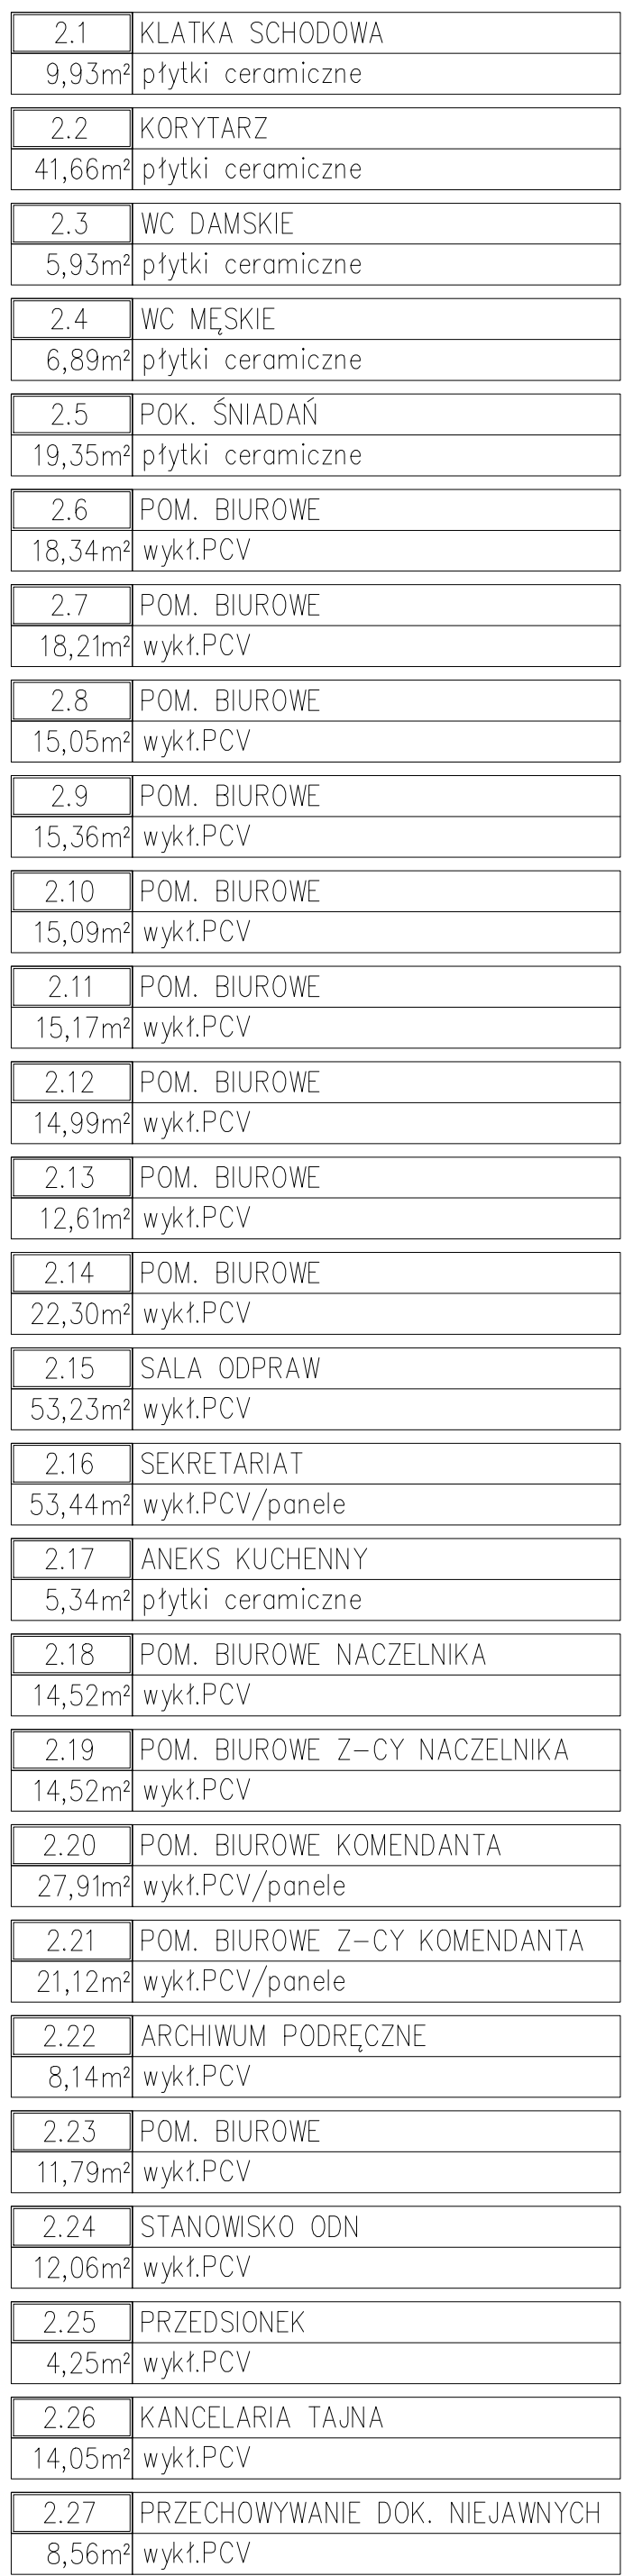 2.1 KLATKA SCHODOWA
9,93m² płytki ceramiczne
2.2 KORYTARZ
41,66m² płytki ceramiczne
2.3 WC DAMSKIE
5,93m² płytki ceramiczne
2.4 WC MĘSKIE
6,89m² płytki ceramiczne
2.5 POK. ŚNIADAŃ
19,35m² płytki ceramiczne
2.6 POM. BIUROWE
18,34m² wykł.PCV
2.7 POM. BIUROWE
18,21m² wykł.PCV
2.8 POM. BIUROWE
15,05m² wykł.PCV
2.9 POM. BIUROWE
15,36m² wykł.PCV
2.10 POM. BIUROWE
15,09m² wykł.PCV
2.11 POM. BIUROWE
15,17m² wykł.PCV
2.12 POM. BIUROWE
14,99m² wykł.PCV
2.13 POM. BIUROWE
12,61m² wykł.PCV
2.14 POM. BIUROWE
22,30m² wykł.PCV
2.15 SALA ODPRAW
53,23m² wykł.PCV
2.16 SEKRETARIAT
53,44m² wykł.PCV/panele
2.17 ANEKS KUCHENNY
5,34m² płytki ceramiczne
2.18 POM. BIUROWE NACZELNIKA
14,52m² wykł.PCV
2.19 POM. BIUROWE Z-CY NACZELNIKA
14,52m² wykł.PCV
2.20 POM. BIUROWE KOMENDANTA
27,91m² wykł.PCV/panele
2.21 POM. BIUROWE Z-CY KOMENDANTA
21,12m² wykł.PCV/panele
2.22 ARCHIWUM PODRĘCZNE
8,14m² wykł.PCV
2.23 POM. BIUROWE
11,79m² wykł.PCV
2.24 STANOWISKO ODN
12,06m² wykł.PCV
2.25 PRZEDSIONEK
4,25m² wykł.PCV
2.26 KANCELARIA TAJNA
14,05m² wykł.PCV
2.27 PRZECHOWYWANIE DOK. NIEJAWNYCH
8,56m² wykł.PCV